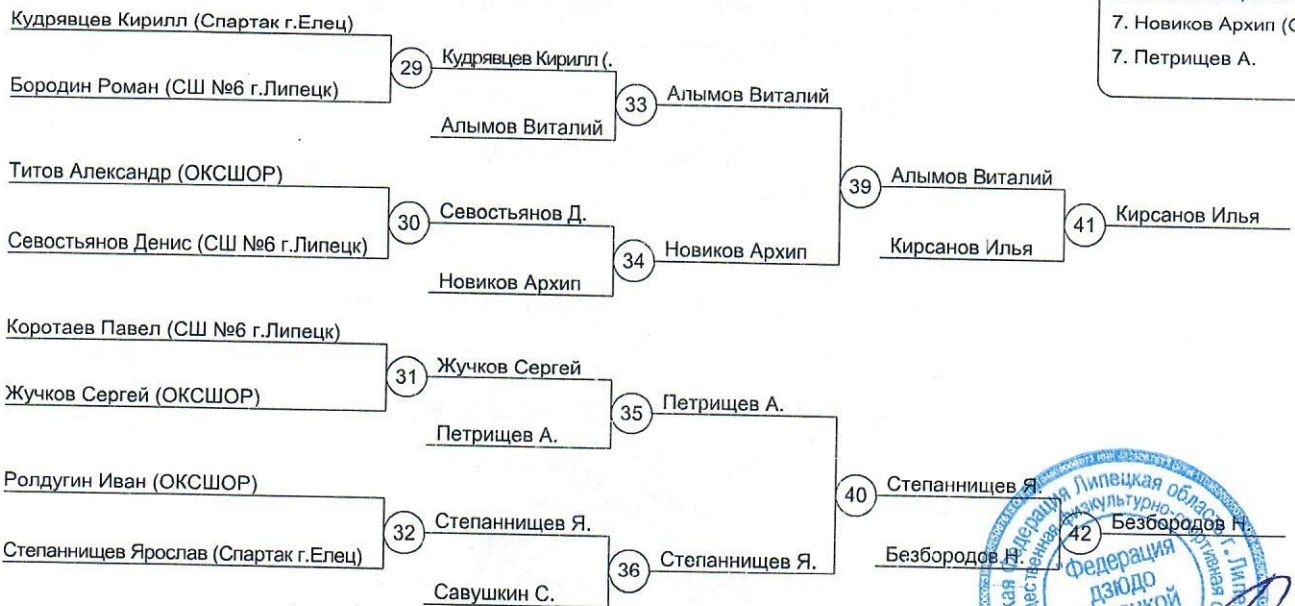 Кудрявцев Кирилл (Спартак г.Елец)
7. Новиков Архип (
7. Петрищев А.
29
Кудрявцев Кирилл (.
Бородин Роман (СШ №6 г.Липецк)
33
Алымов Виталий
Алымов Виталий
Титов Александр (ОКСШОР)
39
Алымов Виталий
30
Севостьянов Д.
41
Кирсанов Илья
Севостьянов Денис (СШ №6 г.Липецк)
34
Новиков Архип
Кирсанов Илья
Новиков Архип
Коротаев Павел (СШ №6 г.Липецк)
31
Жучков Сергей
Жучков Сергей (ОКСШОР)
35
Петрищев А.
Петрищев А.
Ролдугин Иван (ОКСШОР)
40
Степаннищев Я.
32
Степаннищев Я.
42
Безбородов Н.
Степаннищев Ярослав (Спартак г.Елец)
36
Степаннищев Я.
Безбородов Н.
Савушкин С.
Липецкая область г. Липе
Федерация
дзюдо